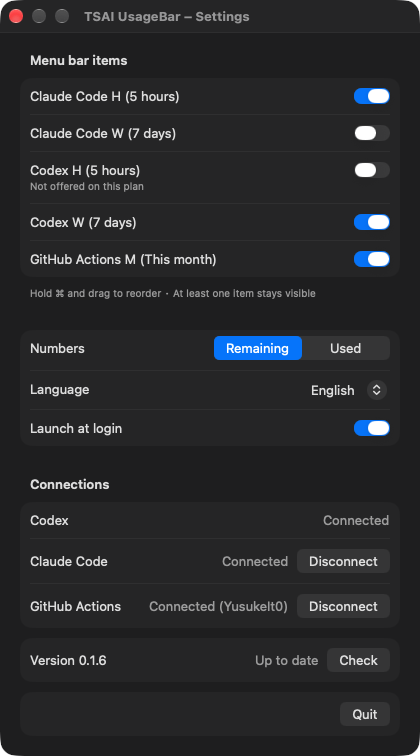 TSAI UsageBar – Settings
Menu bar items
Claude Code H (5 hours)
Claude Code W (7 days)
Codex H (5 hours)
Not offered on this plan
Codex W (7 days)
GitHub Actions M (This month)
Hold ⌘ and drag to reorder · At least one item stays visible
Numbers Remaining Used
Language English
Launch at login
Connections
Codex Connected
Claude Code Connected Disconnect
GitHub Actions Connected (YusukeIt0) Disconnect
Version 0.1.6 Up to date Check
Quit